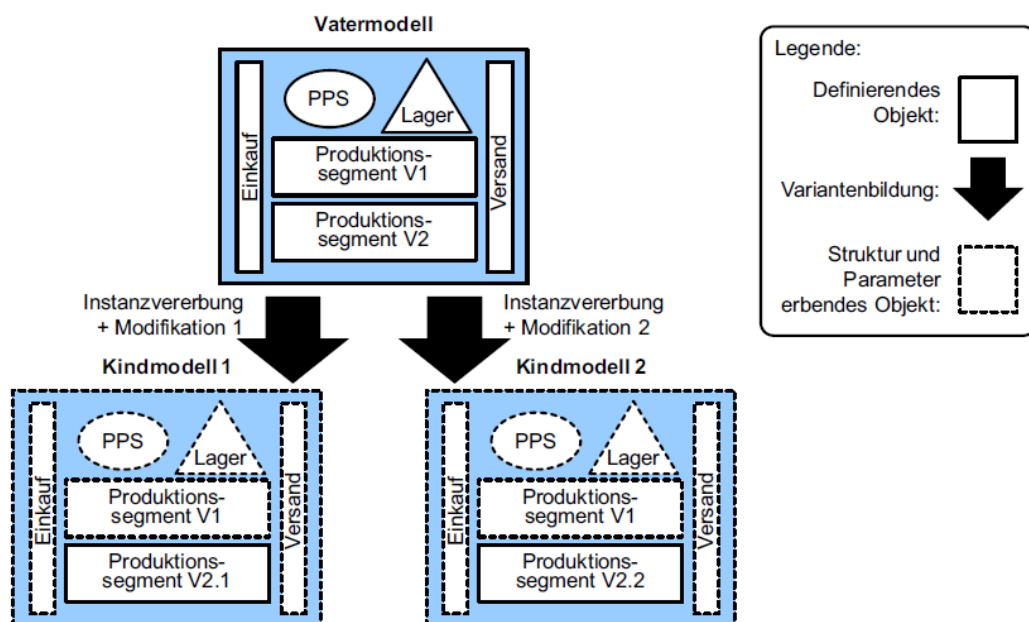 Vatermodell
PPS
Lager
Einkauf
Produktions-
segment V1
Produktions-
segment V2
Versand
Instanzvererbung
+ Modifikation 1
Instanzvererbung
+ Modifikation 2
Kindmodell 1
PPS
Lager
Einkauf
Produktions-
segment V1
Produktions-
segment V2.1
Versand
Kindmodell 2
PPS
Lager
Einkauf
Produktions-
segment V1
Produktions-
segment V2.2
Versand
Legende:
Definierendes
Objekt:
Variantenbildung:
Struktur und
Parameter
erbendes Objekt: